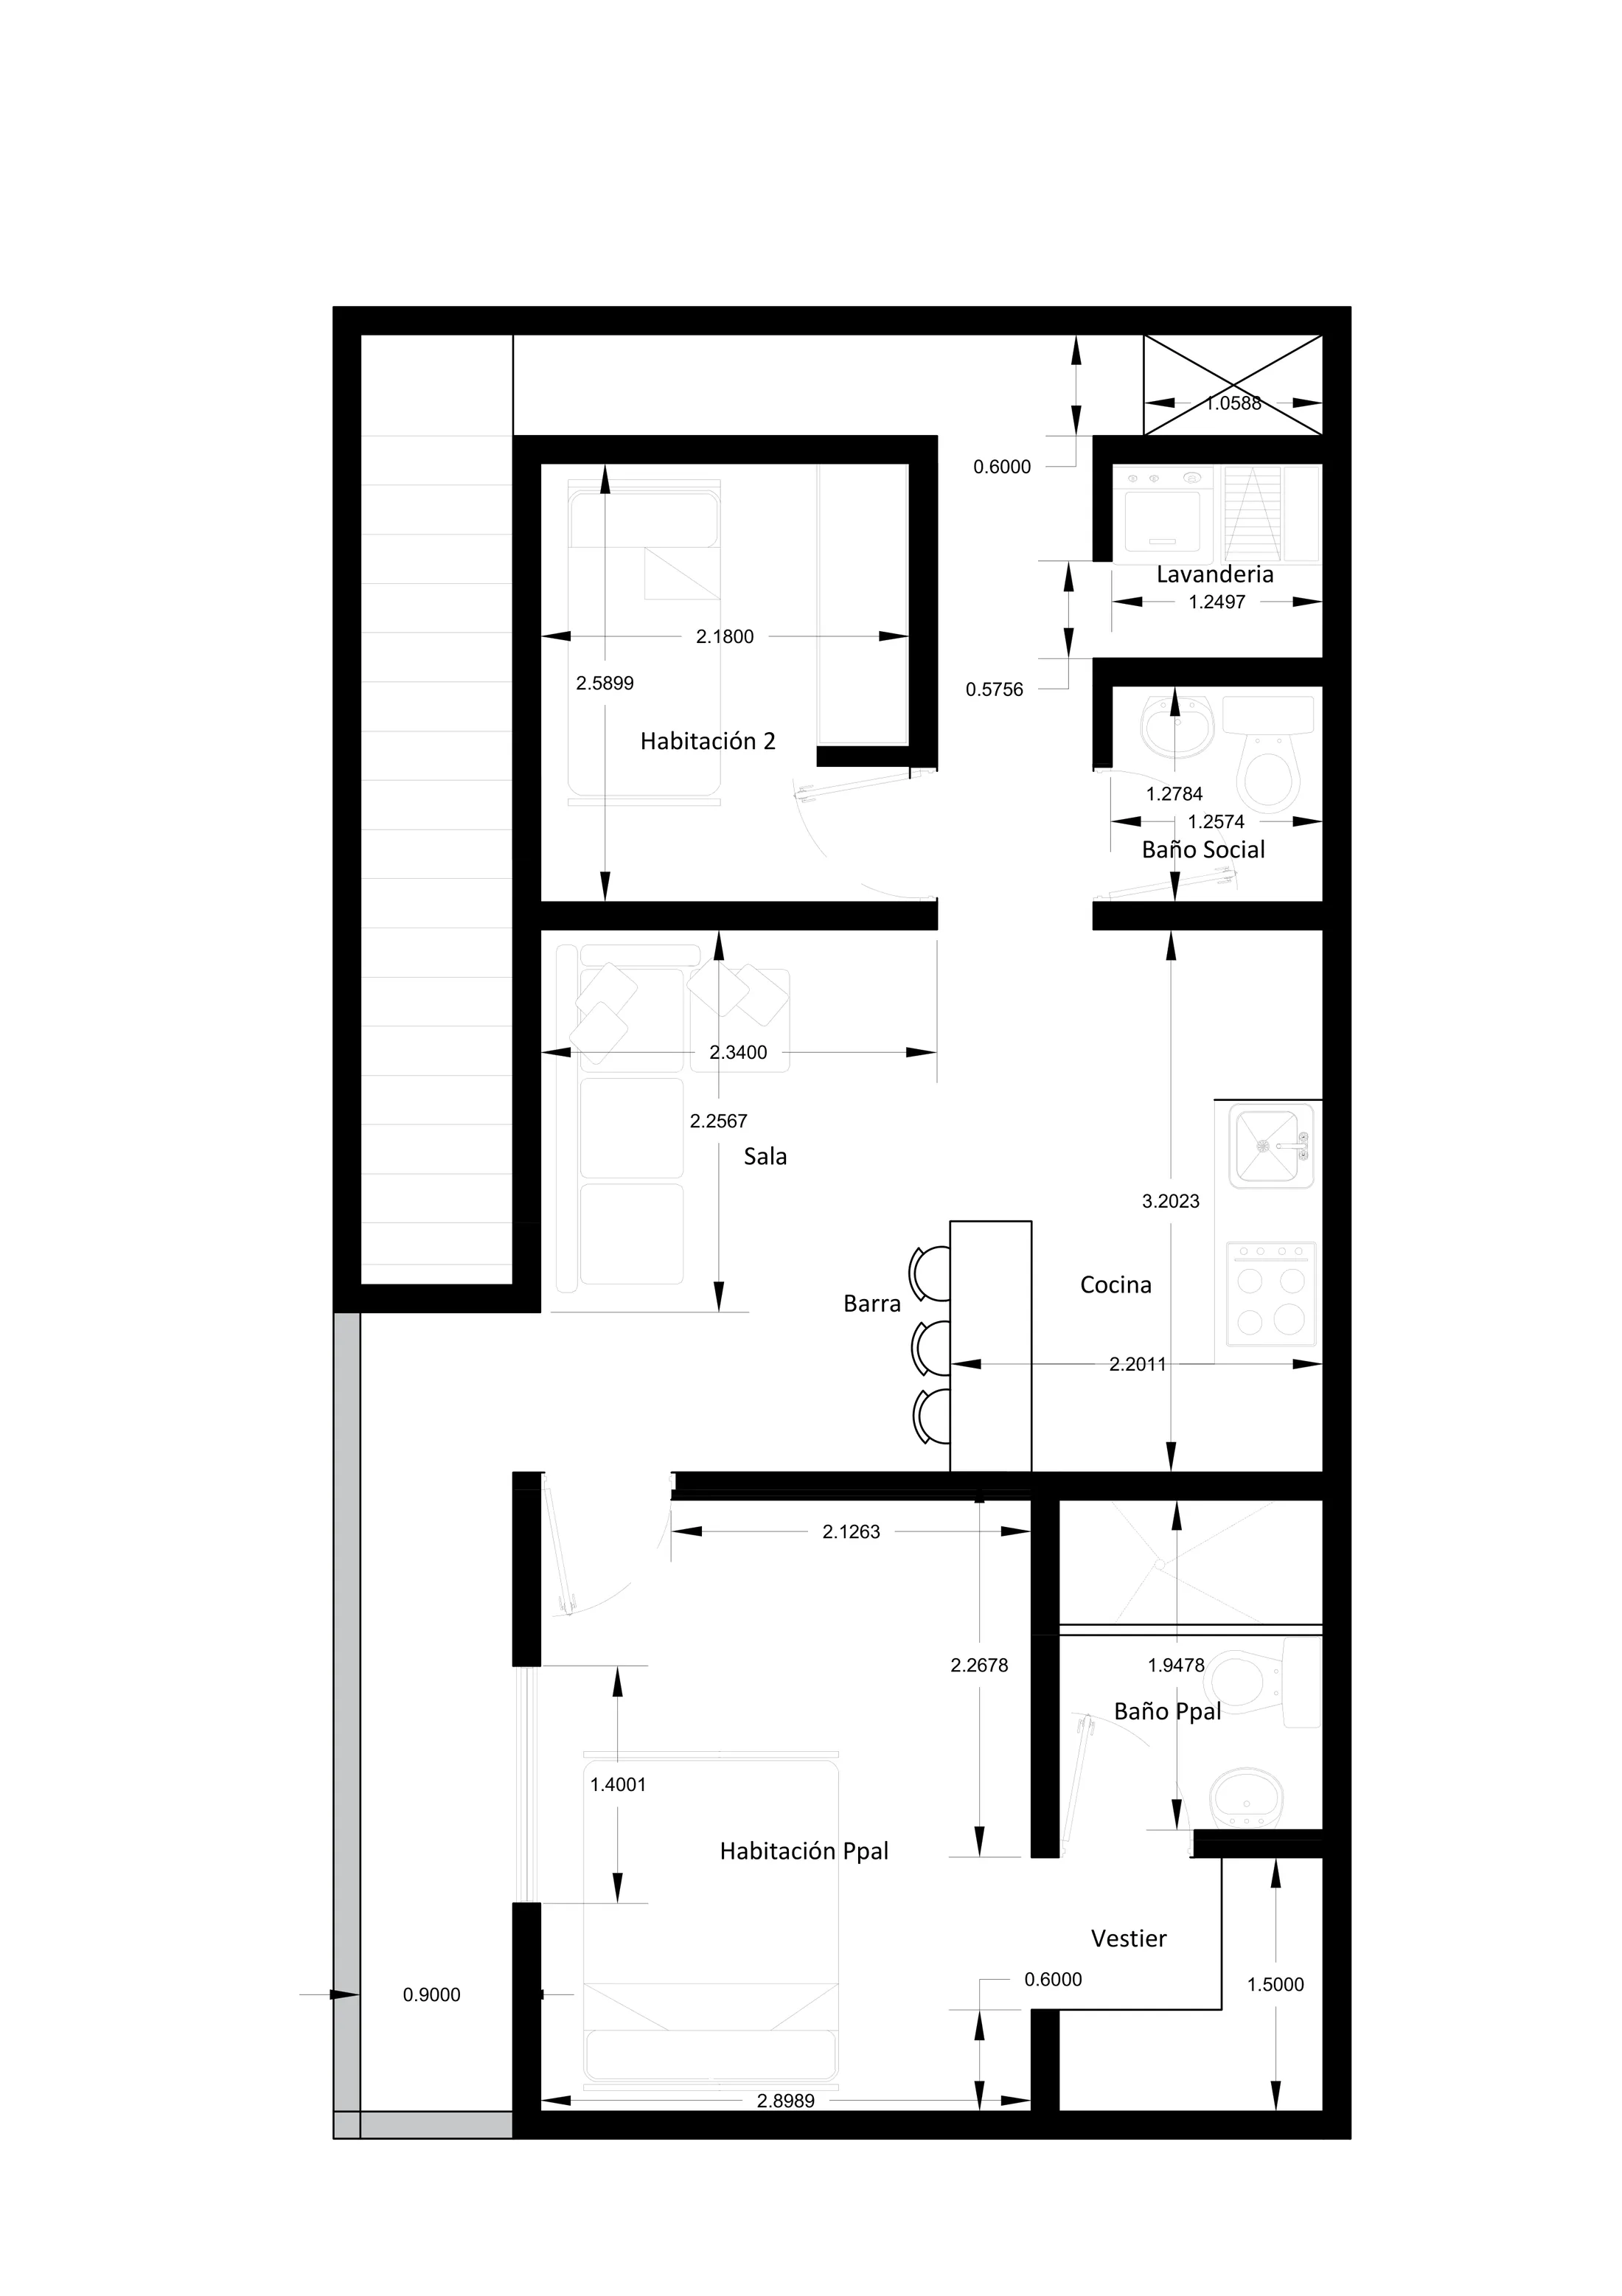 1.0588
0.6000
Lavanderia
1.2497
2.1800
2.5899
0.5756
Habitación 2
1.2784
1.2574
Baño Social
2.3400
2.2567
Sala
3.2023
Cocina
Barra
2.2011
2.1263
2.2678
1.9478
Baño Ppal
1.4001
Habitación Ppal
Vestier
0.6000
1.5000
0.9000
2.8989